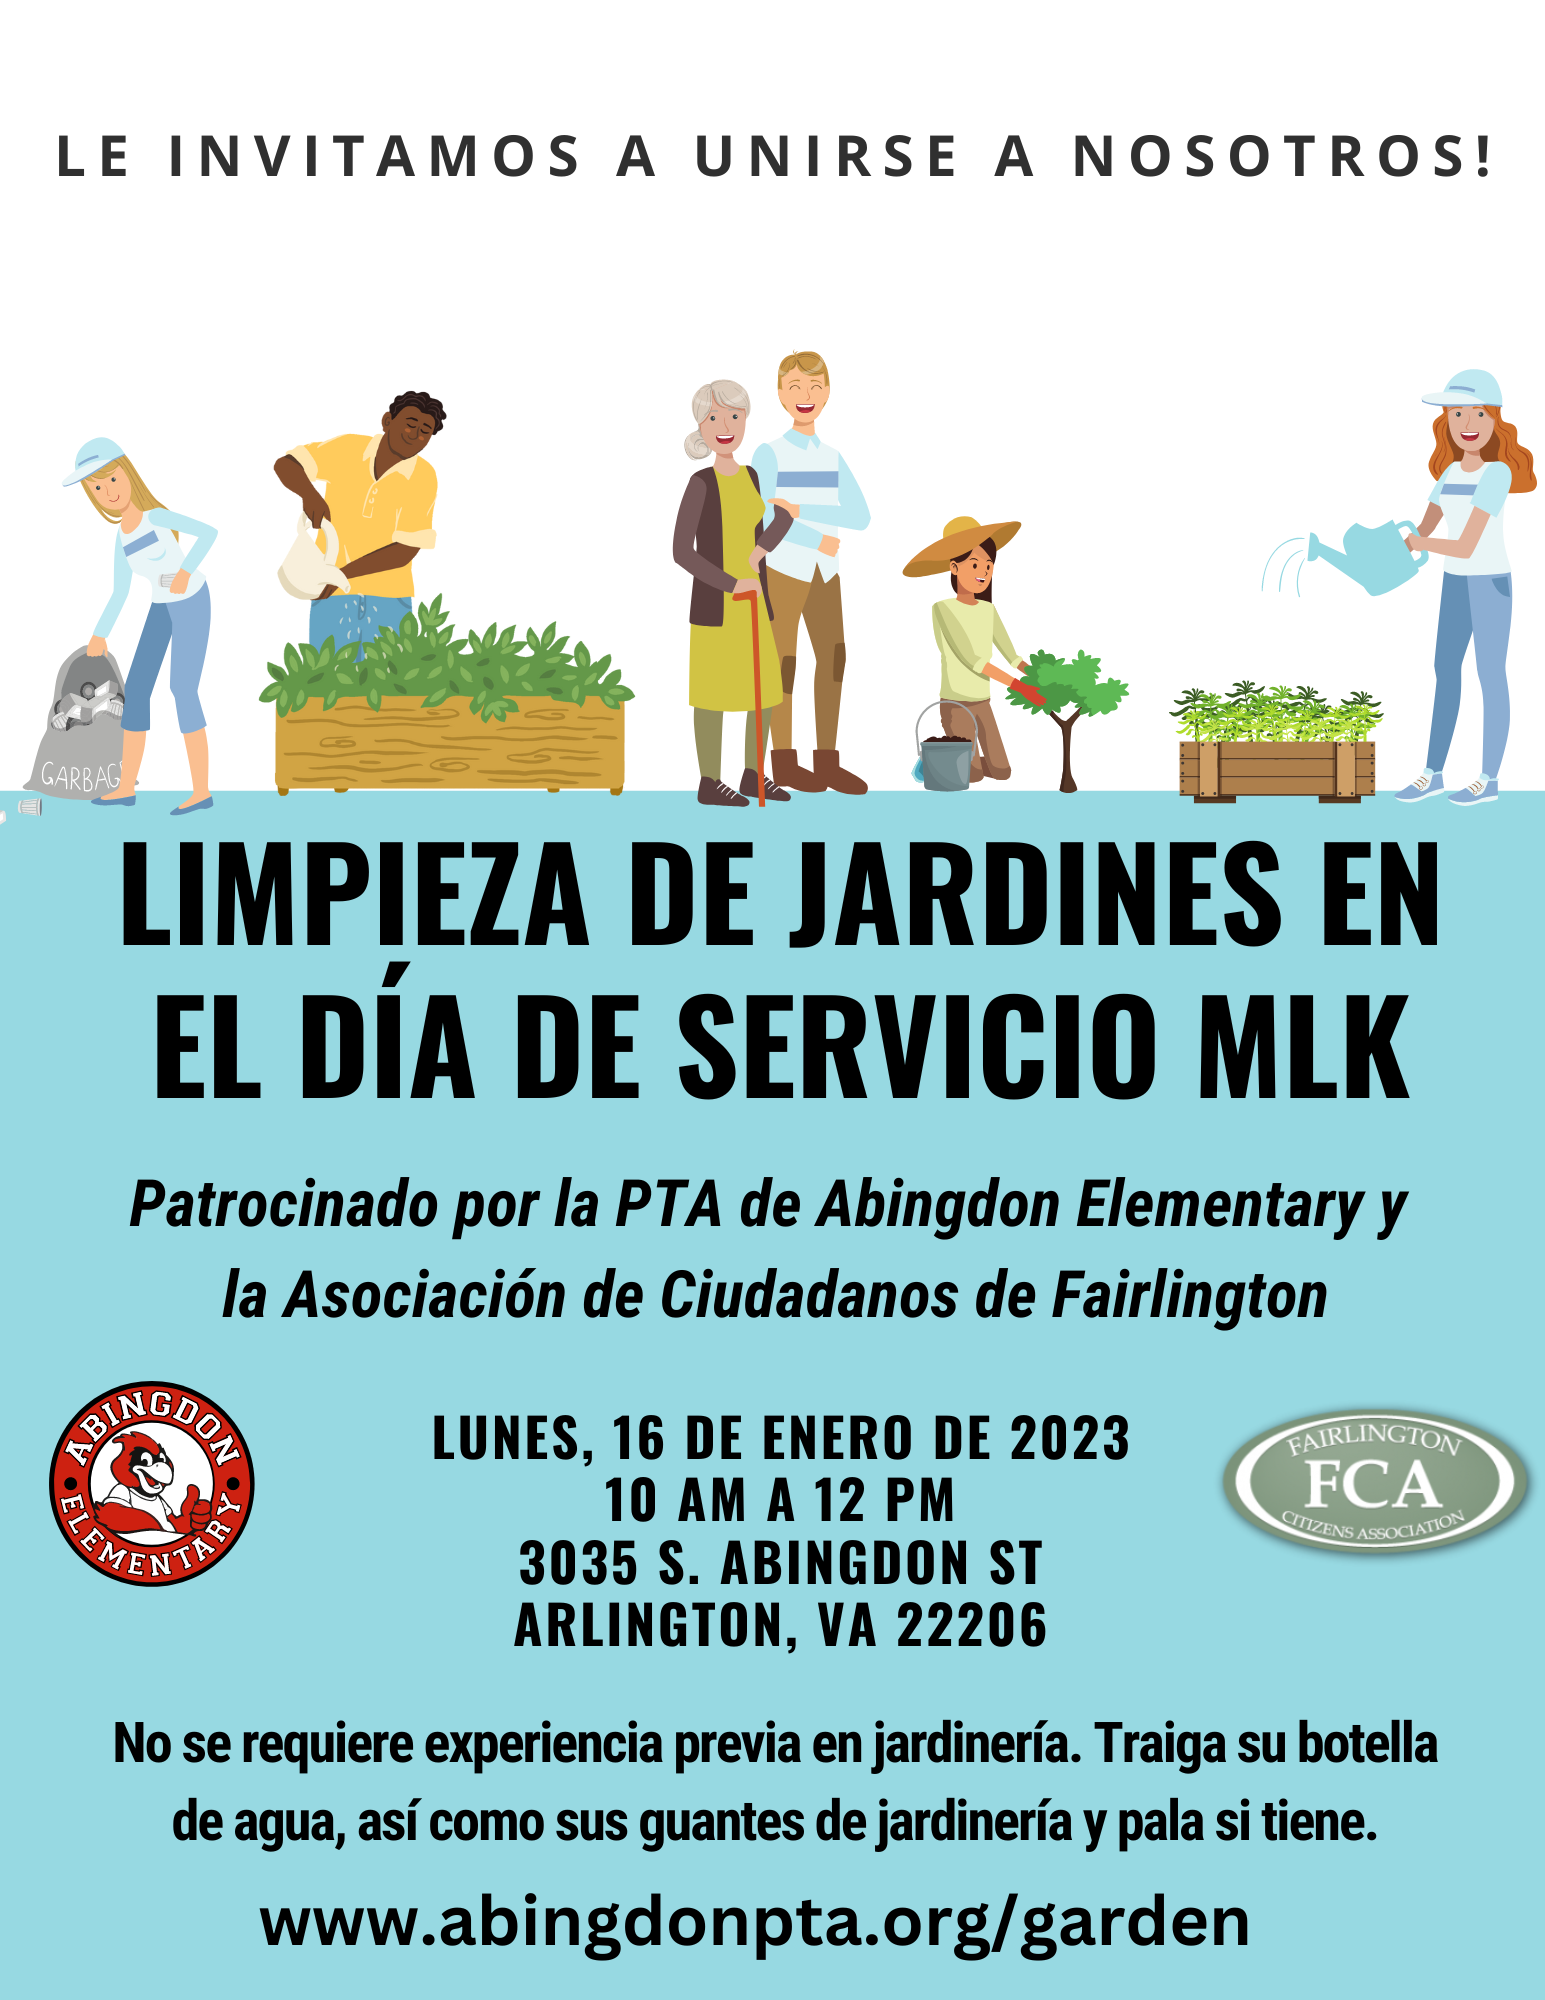 LE INVITAMOS A UNIRSE A NOSOTROS!
GARBAG
LIMPIEZA DE JARDINES EN
EL DÍA DE SERVICIO MLK
Patrocinado por la PTA de Abingdon Elementary y
la Asociación de Ciudadanos de Fairlington
ABINGDON
ELEMENTARY
LUNES, 16 DE ENERO DE 2023
10 AM A 12 PM
3035 S. ABINGDON ST
ARLINGTON, VA 22206
FAIRLINGTON
FCA
CITIZENS ASSOCIATION
No se requiere experiencia previa en jardinería. Traiga su botella
de agua, así como sus guantes de jardinería y pala si tiene.
www.abingdonpta.org/garden